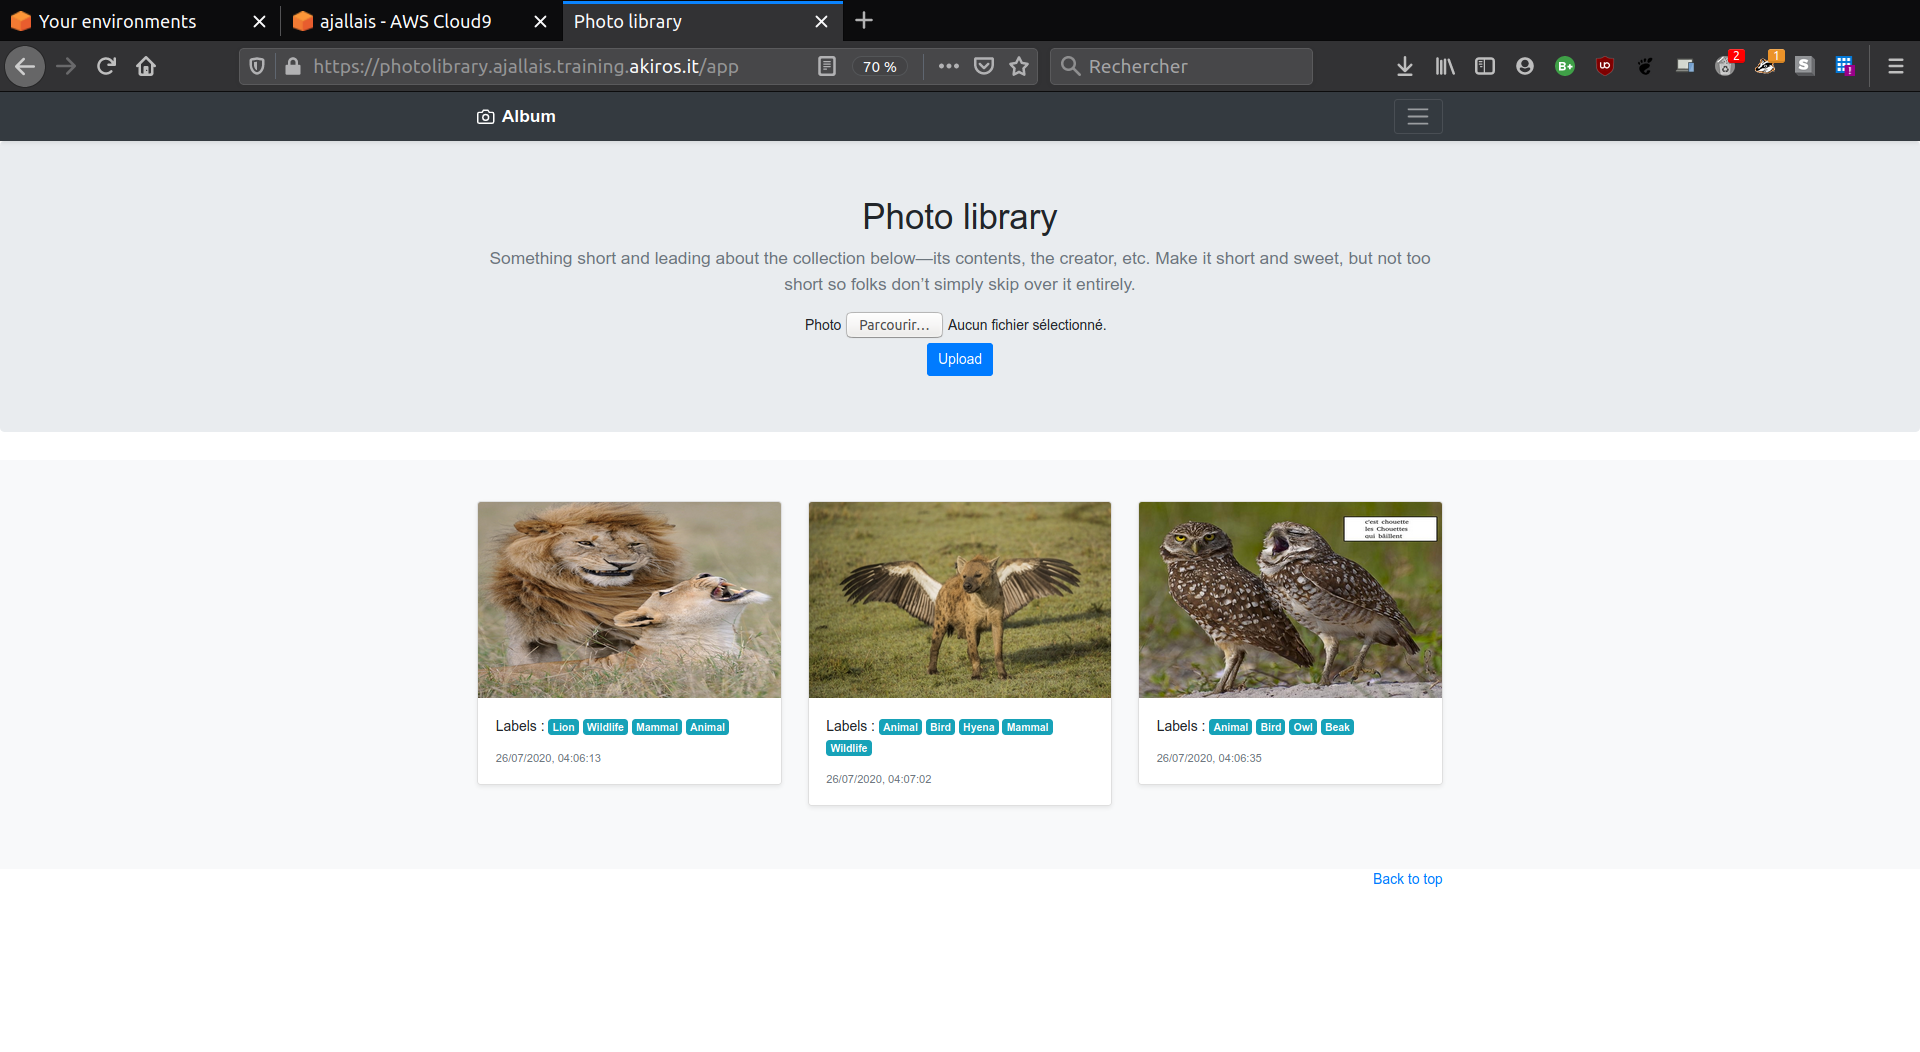 Your environments
ajallais - AWS Cloud9
Photo library
https://photolibrary.ajallais.training.akiros.it/app
70 %
Rechercher
B+
2
1
S
Album
Photo library
Something short and leading about the collection below—its contents, the creator, etc. Make it short and sweet, but not too
short so folks don’t simply skip over it entirely.
Photo Parcourir... Aucun fichier sélectionné.
Upload
c'est chouette
les Chouettes
qui bâillent
Labels : Lion Wildlife Mammal Animal
26/07/2020, 04:06:13
Labels : Animal Bird Hyena Mammal
Wildlife
26/07/2020, 04:07:02
Labels : Animal Bird Owl Beak
26/07/2020, 04:06:35
Back to top